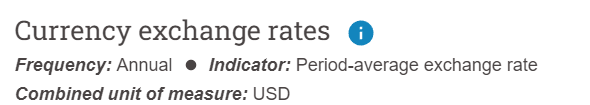 Currency exchange rates i
Frequency: Annual ● Indicator: Period-average exchange rate
Combined unit of measure: USD